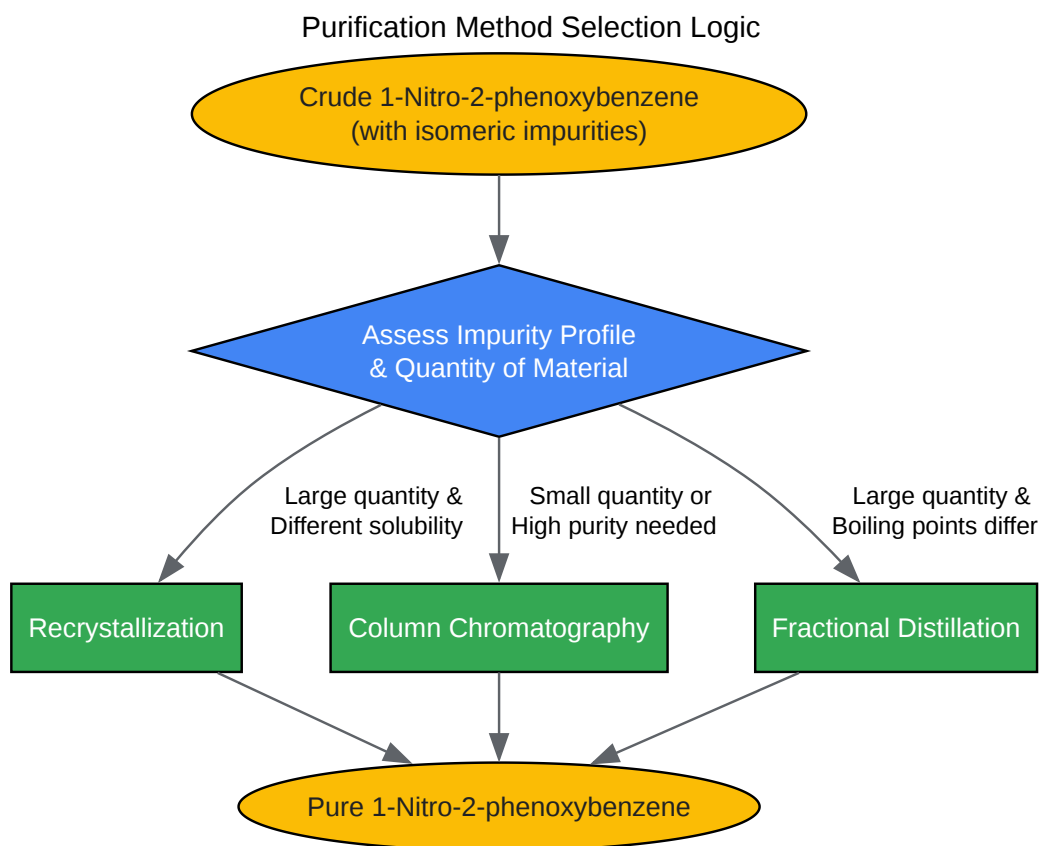 Purification Method Selection Logic
Crude 1-Nitro-2-phenoxybenzene
(with isomeric impurities)
Assess Impurity Profile
& Quantity of Material
Large quantity &
Different solubility
Small quantity or
High purity needed
Large quantity &
Boiling points differ
Recrystallization
Column Chromatography
Fractional Distillation
Pure 1-Nitro-2-phenoxybenzene